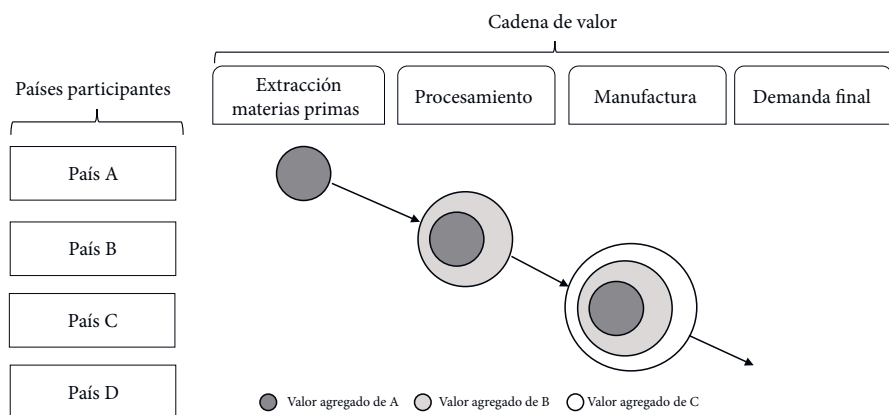 Cadena de valor
Países participantes
Extracción
materias primas
Procesamiento
Manufactura
Demanda final
País A
País B
País C
País D
Valor agregado de A
Valor agregado de B
Valor agregado de C